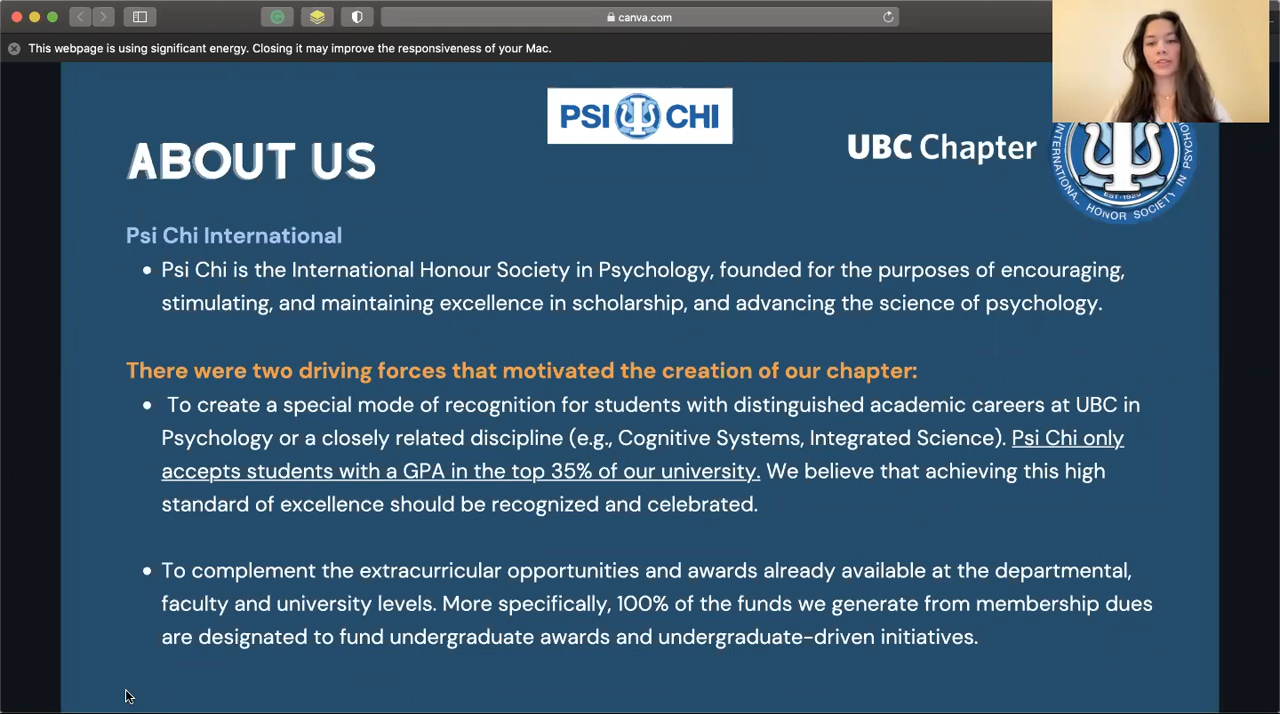 canva.com
This webpage is using significant energy. Closing it may improve the responsiveness of your Mac.
PSI CHI
UBC Chapter
ABOUT US
INTERNATIONAL HONOR SOCIETY IN PSYCHO
EST·1929
Psi Chi International
• Psi Chi is the International Honour Society in Psychology, founded for the purposes of encouraging,
stimulating, and maintaining excellence in scholarship, and advancing the science of psychology.
There were two driving forces that motivated the creation of our chapter:
• To create a special mode of recognition for students with distinguished academic careers at UBC in
Psychology or a closely related discipline (e.g., Cognitive Systems, Integrated Science). Psi Chi only
accepts students with a GPA in the top 35% of our university. We believe that achieving this high
standard of excellence should be recognized and celebrated.
• To complement the extracurricular opportunities and awards already available at the departmental,
faculty and university levels. More specifically, 100% of the funds we generate from membership dues
are designated to fund undergraduate awards and undergraduate-driven initiatives.